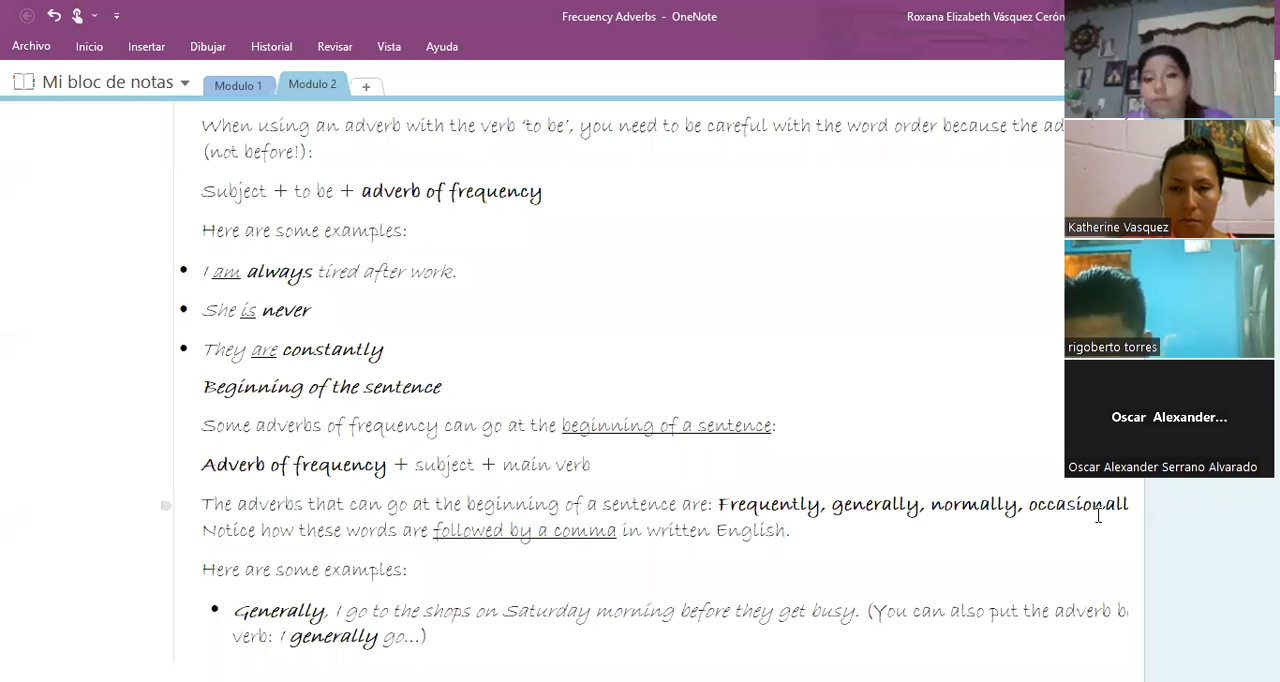 Frecuency Adverbs - OneNote
Roxana Elizabeth Vásquez Cerón
Archivo Inicio Insertar Dibujar Historial Revisar Vista Ayuda
Mi bloc de notas Modulo 1 Modulo 2 +
When using an adverb with the verb 'to be', you need to be careful with the word order because the
(not before!):
Subject + to be + adverb of frequency
Here are some examples:
I am always tired after work.
She is never
They are constantly
Beginning of the sentence
Some adverbs of frequency can go at the beginning of a sentence:
Adverb of frequency + subject + main verb
The adverbs that can go at the beginning of a sentence are: Frequently, generally, normally, occasionall
Notice how these words are followed by a comma in written English.
Here are some examples:
Generally, I go to the shops on Saturday morning before they get busy. (You can also put the adverb
verb: I generally go...)
Katherine Vasquez
rigoberto torres
Oscar Alexander...
Oscar Alexander Serrano Alvarado